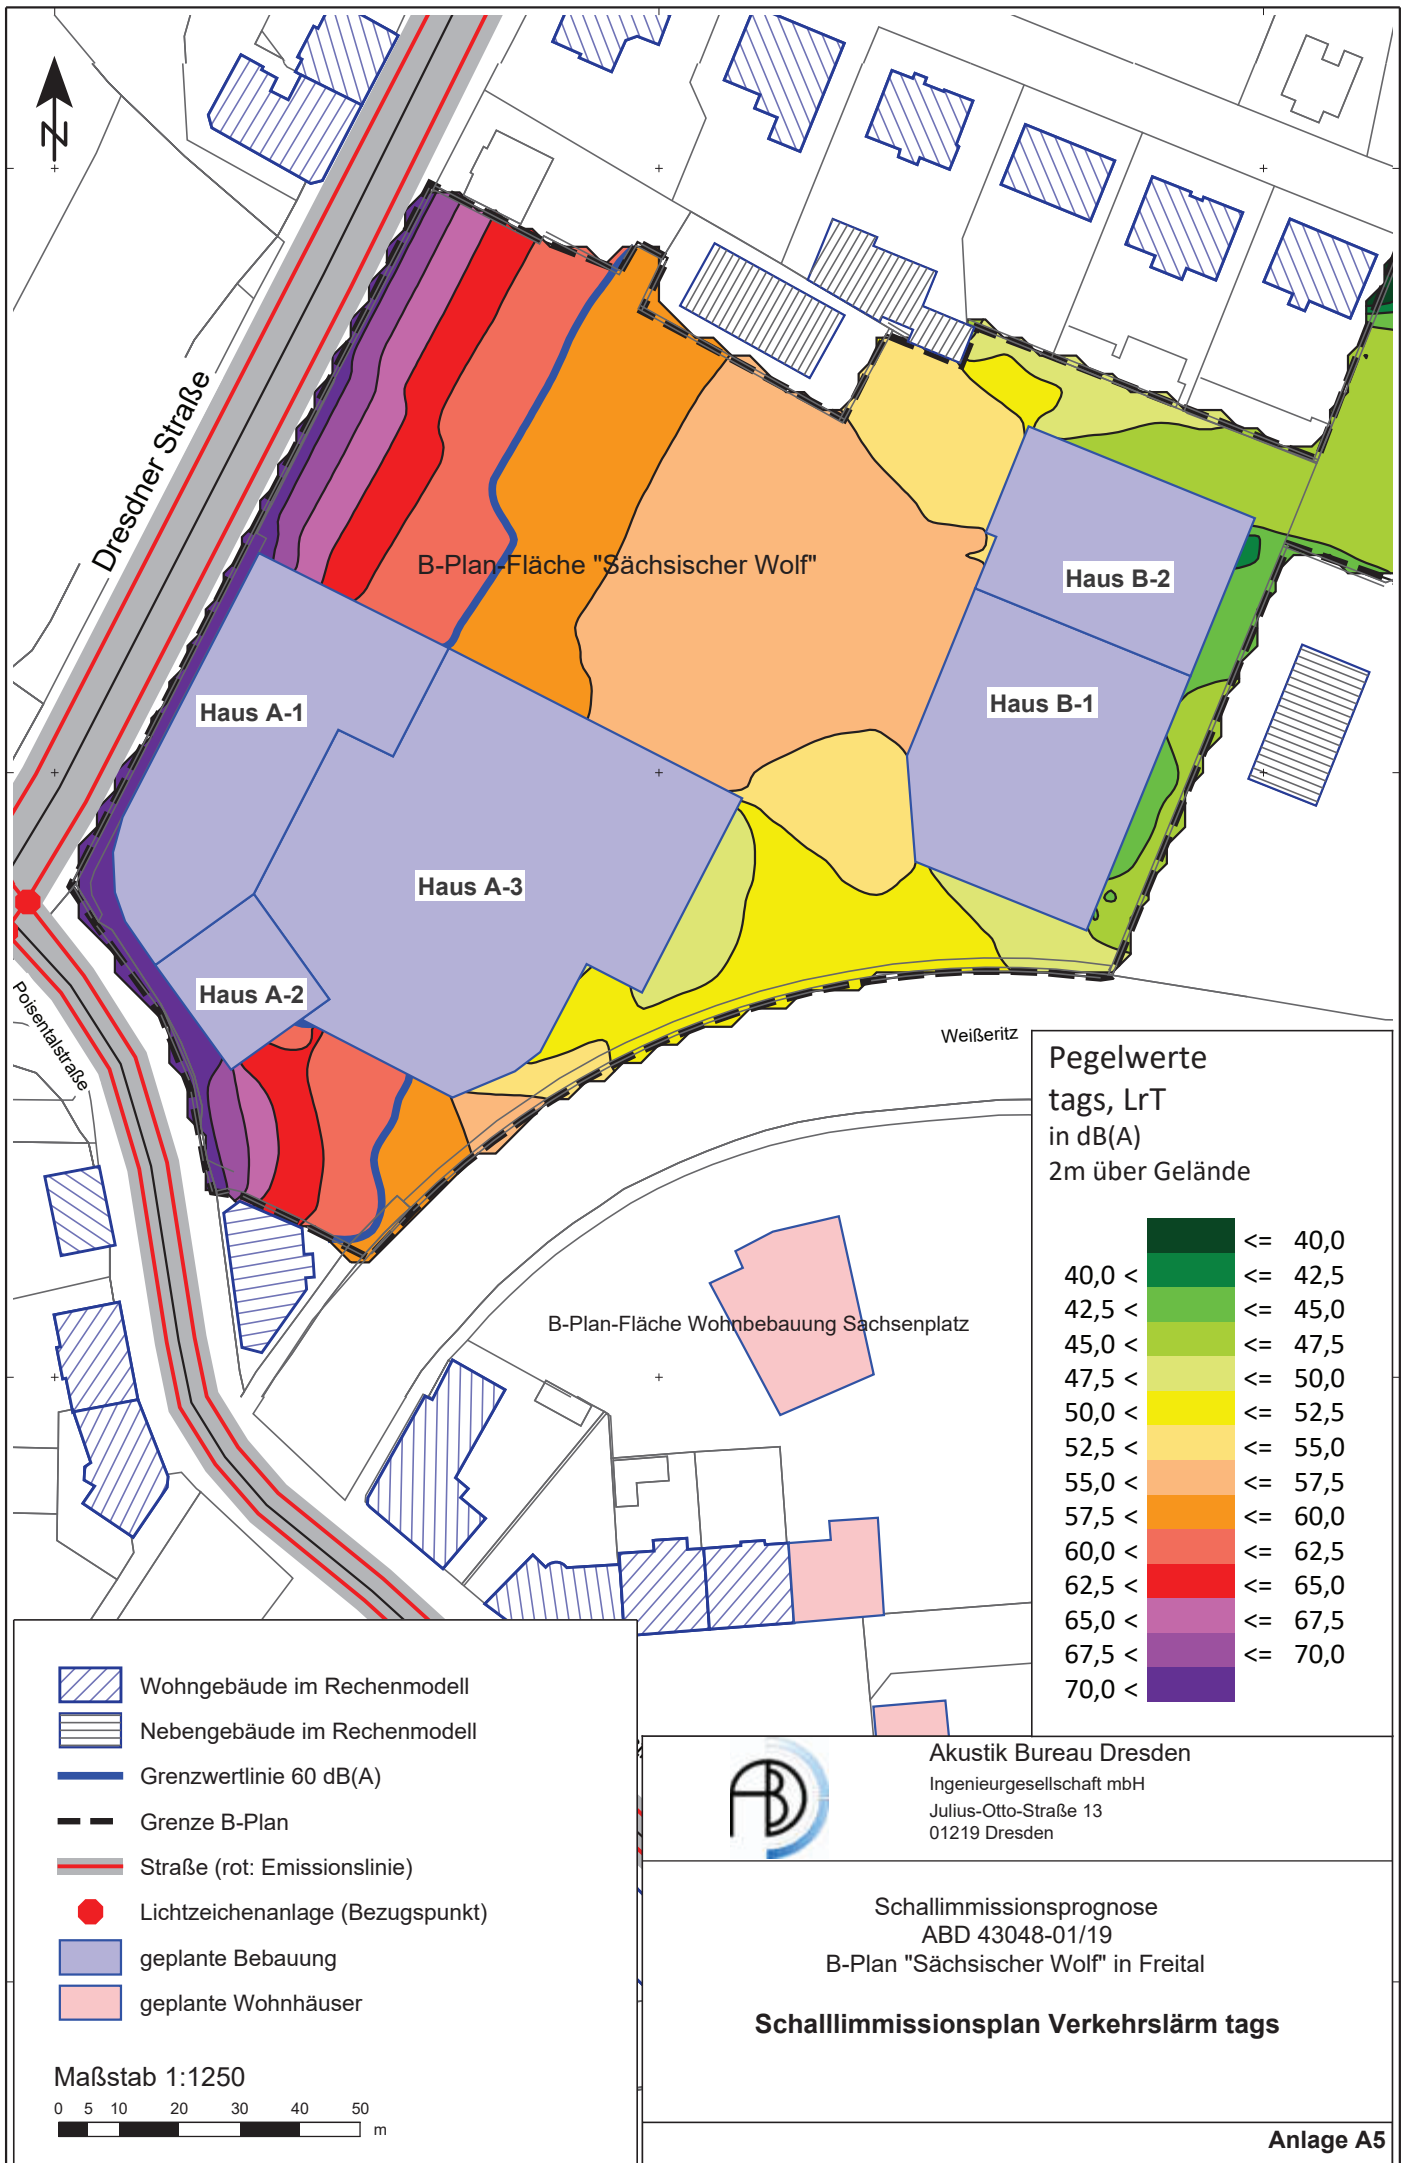 N
Dresdner Straße
B-Plan-Fläche "Sächsischer Wolf"
Haus B-2
Haus B-1
Haus A-1
Haus A-3
Haus A-2
Poisentalstraße
Weißeritz
B-Plan-Fläche Wohnbebauung Sachsenplatz
Pegelwerte
tags, LrT
in dB(A)
2m über Gelände
<= 40,0
40,0 < <= 42,5
42,5 < <= 45,0
45,0 < <= 47,5
47,5 < <= 50,0
50,0 < <= 52,5
52,5 < <= 55,0
55,0 < <= 57,5
57,5 < <= 60,0
60,0 < <= 62,5
62,5 < <= 65,0
65,0 < <= 67,5
67,5 < <= 70,0
70,0 <
Wohngebäude im Rechenmodell
Nebengebäude im Rechenmodell
Grenzwertlinie 60 dB(A)
Grenze B-Plan
Straße (rot: Emissionslinie)
Lichtzeichenanlage (Bezugspunkt)
geplante Bebauung
geplante Wohnhäuser
Maßstab 1:1250
0 5 10 20 30 40 50
m
ABD
Akustik Bureau Dresden
Ingenieurgesellschaft mbH
Julius-Otto-Straße 13
01219 Dresden
Schallimmissionsprognose
ABD 43048-01/19
B-Plan "Sächsischer Wolf" in Freital
Schalllimmissionsplan Verkehrslärm tags
Anlage A5